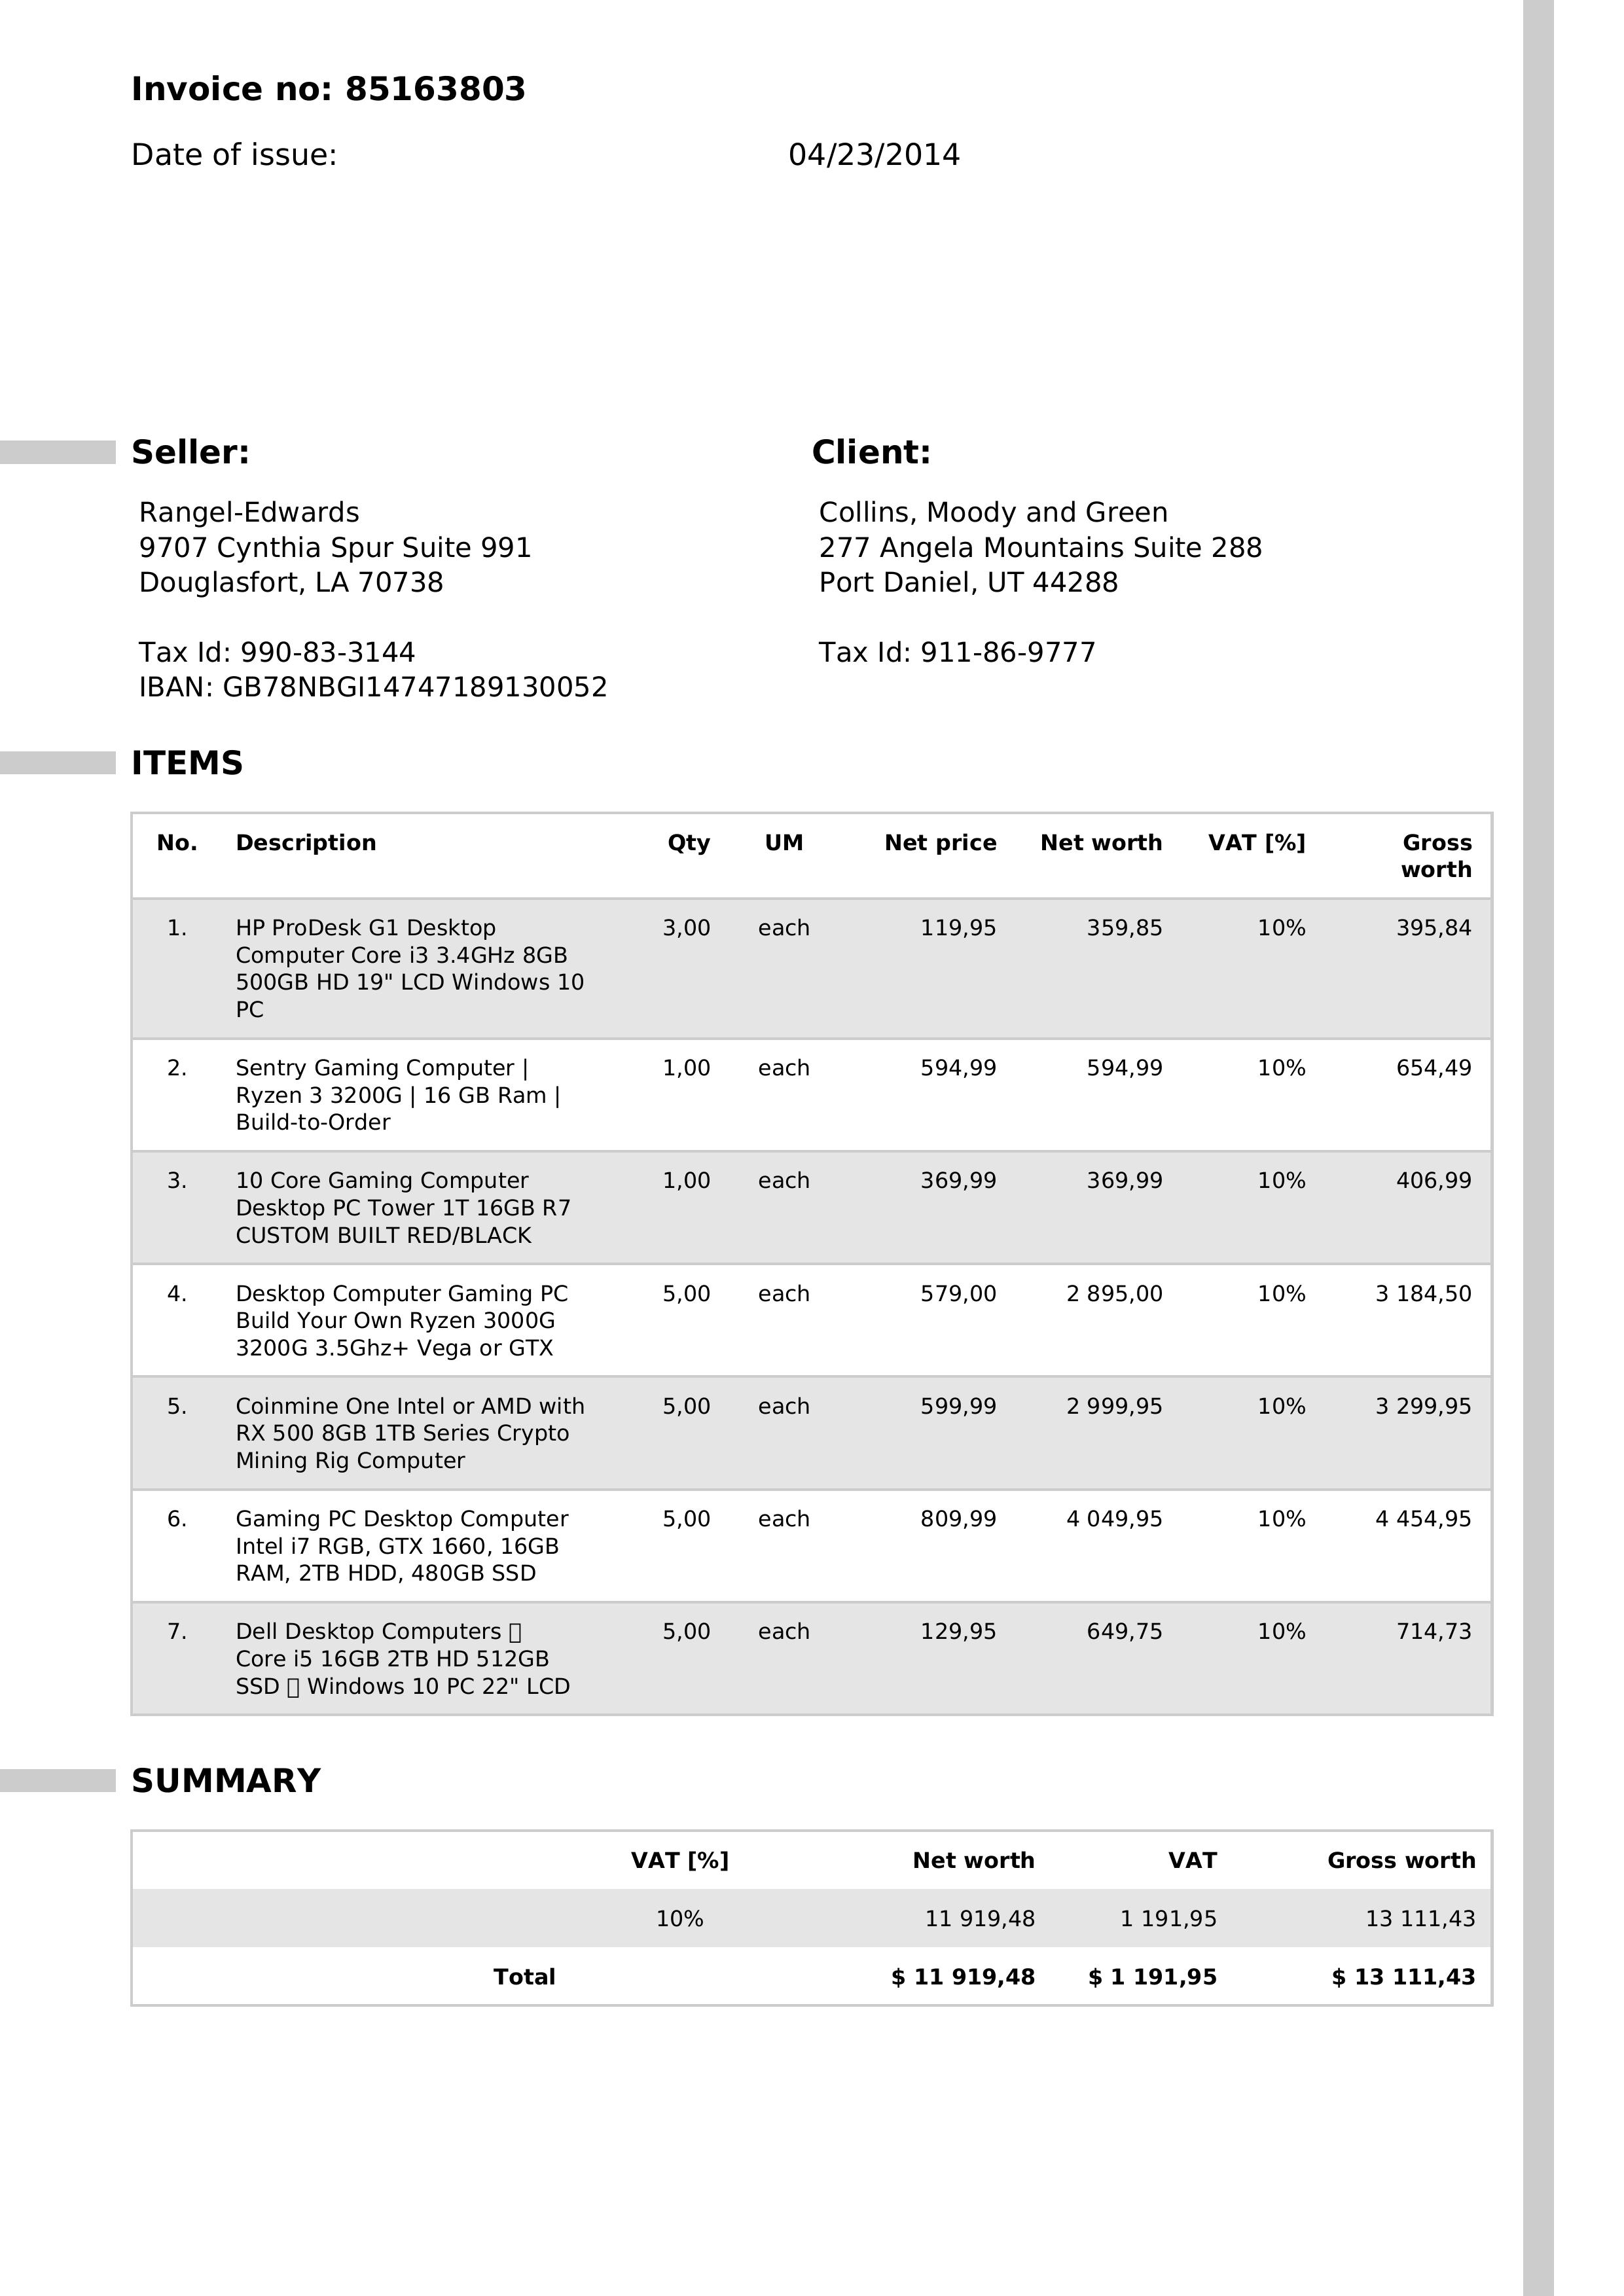 Invoice no: 85163803
Date of issue: 04/23/2014
Seller: Client:
Rangel-Edwards Collins, Moody and Green
9707 Cynthia Spur Suite 991 277 Angela Mountains Suite 288
Douglasfort, LA 70738 Port Daniel, UT 44288
Tax Id: 990-83-3144 Tax Id: 911-86-9777
IBAN: GB78NBGI14747189130052
ITEMS
No. Description Qty UM Net price Net worth VAT [%] Gross
worth
1. HP ProDesk G1 Desktop 3,00 each 119,95 359,85 10% 395,84
Computer Core i3 3.4GHz 8GB
500GB HD 19" LCD Windows 10
PC
2. Sentry Gaming Computer | 1,00 each 594,99 594,99 10% 654,49
Ryzen 3 3200G | 16 GB Ram |
Build-to-Order
3. 10 Core Gaming Computer 1,00 each 369,99 369,99 10% 406,99
Desktop PC Tower 1T 16GB R7
CUSTOM BUILT RED/BLACK
4. Desktop Computer Gaming PC 5,00 each 579,00 2 895,00 10% 3 184,50
Build Your Own Ryzen 3000G
3200G 3.5Ghz+ Vega or GTX
5. Coinmine One Intel or AMD with 5,00 each 599,99 2 999,95 10% 3 299,95
RX 500 8GB 1TB Series Crypto
Mining Rig Computer
6. Gaming PC Desktop Computer 5,00 each 809,99 4 049,95 10% 4 454,95
Intel i7 RGB, GTX 1660, 16GB
RAM, 2TB HDD, 480GB SSD
7. Dell Desktop Computers ▯ 5,00 each 129,95 649,75 10% 714,73
Core i5 16GB 2TB HD 512GB
SSD ▯ Windows 10 PC 22" LCD
SUMMARY
VAT [%] Net worth VAT Gross worth
10% 11 919,48 1 191,95 13 111,43
Total $ 11 919,48 $ 1 191,95 $ 13 111,43